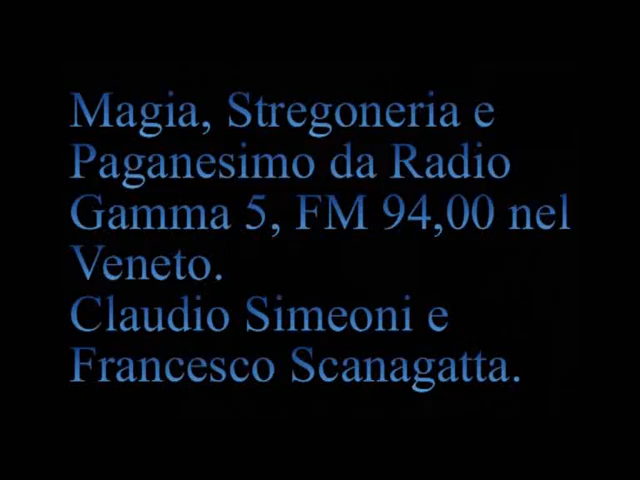 Magia, Stregoneria e
Paganesimo da Radio
Gamma 5, FM 94,00 nel
Veneto.
Claudio Simeoni e
Francesco Scanagatta.